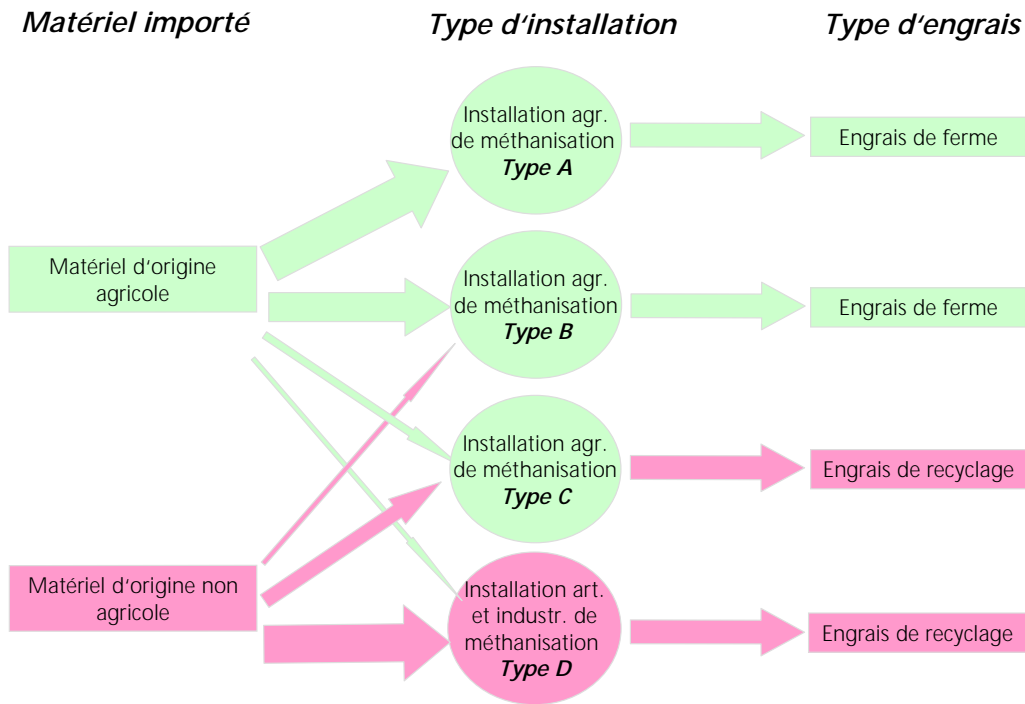 Matériel importé
Type d‘installation
Type d‘engrais
Installation agr.
de méthanisation
Type A
Engrais de ferme
Matériel d‘origine
agricole
Installation agr.
de méthanisation
Type B
Engrais de ferme
Installation agr.
de méthanisation
Type C
Engrais de recyclage
Matériel d‘origine non
agricole
Installation art.
et industr. de
méthanisation
Type D
Engrais de recyclage